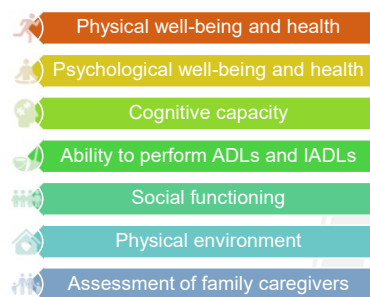 Physical well-being and health
Psychological well-being and health
Cognitive capacity
Ability to perform ADLs and IADLs
Social functioning
Physical environment
Assessment of family caregivers